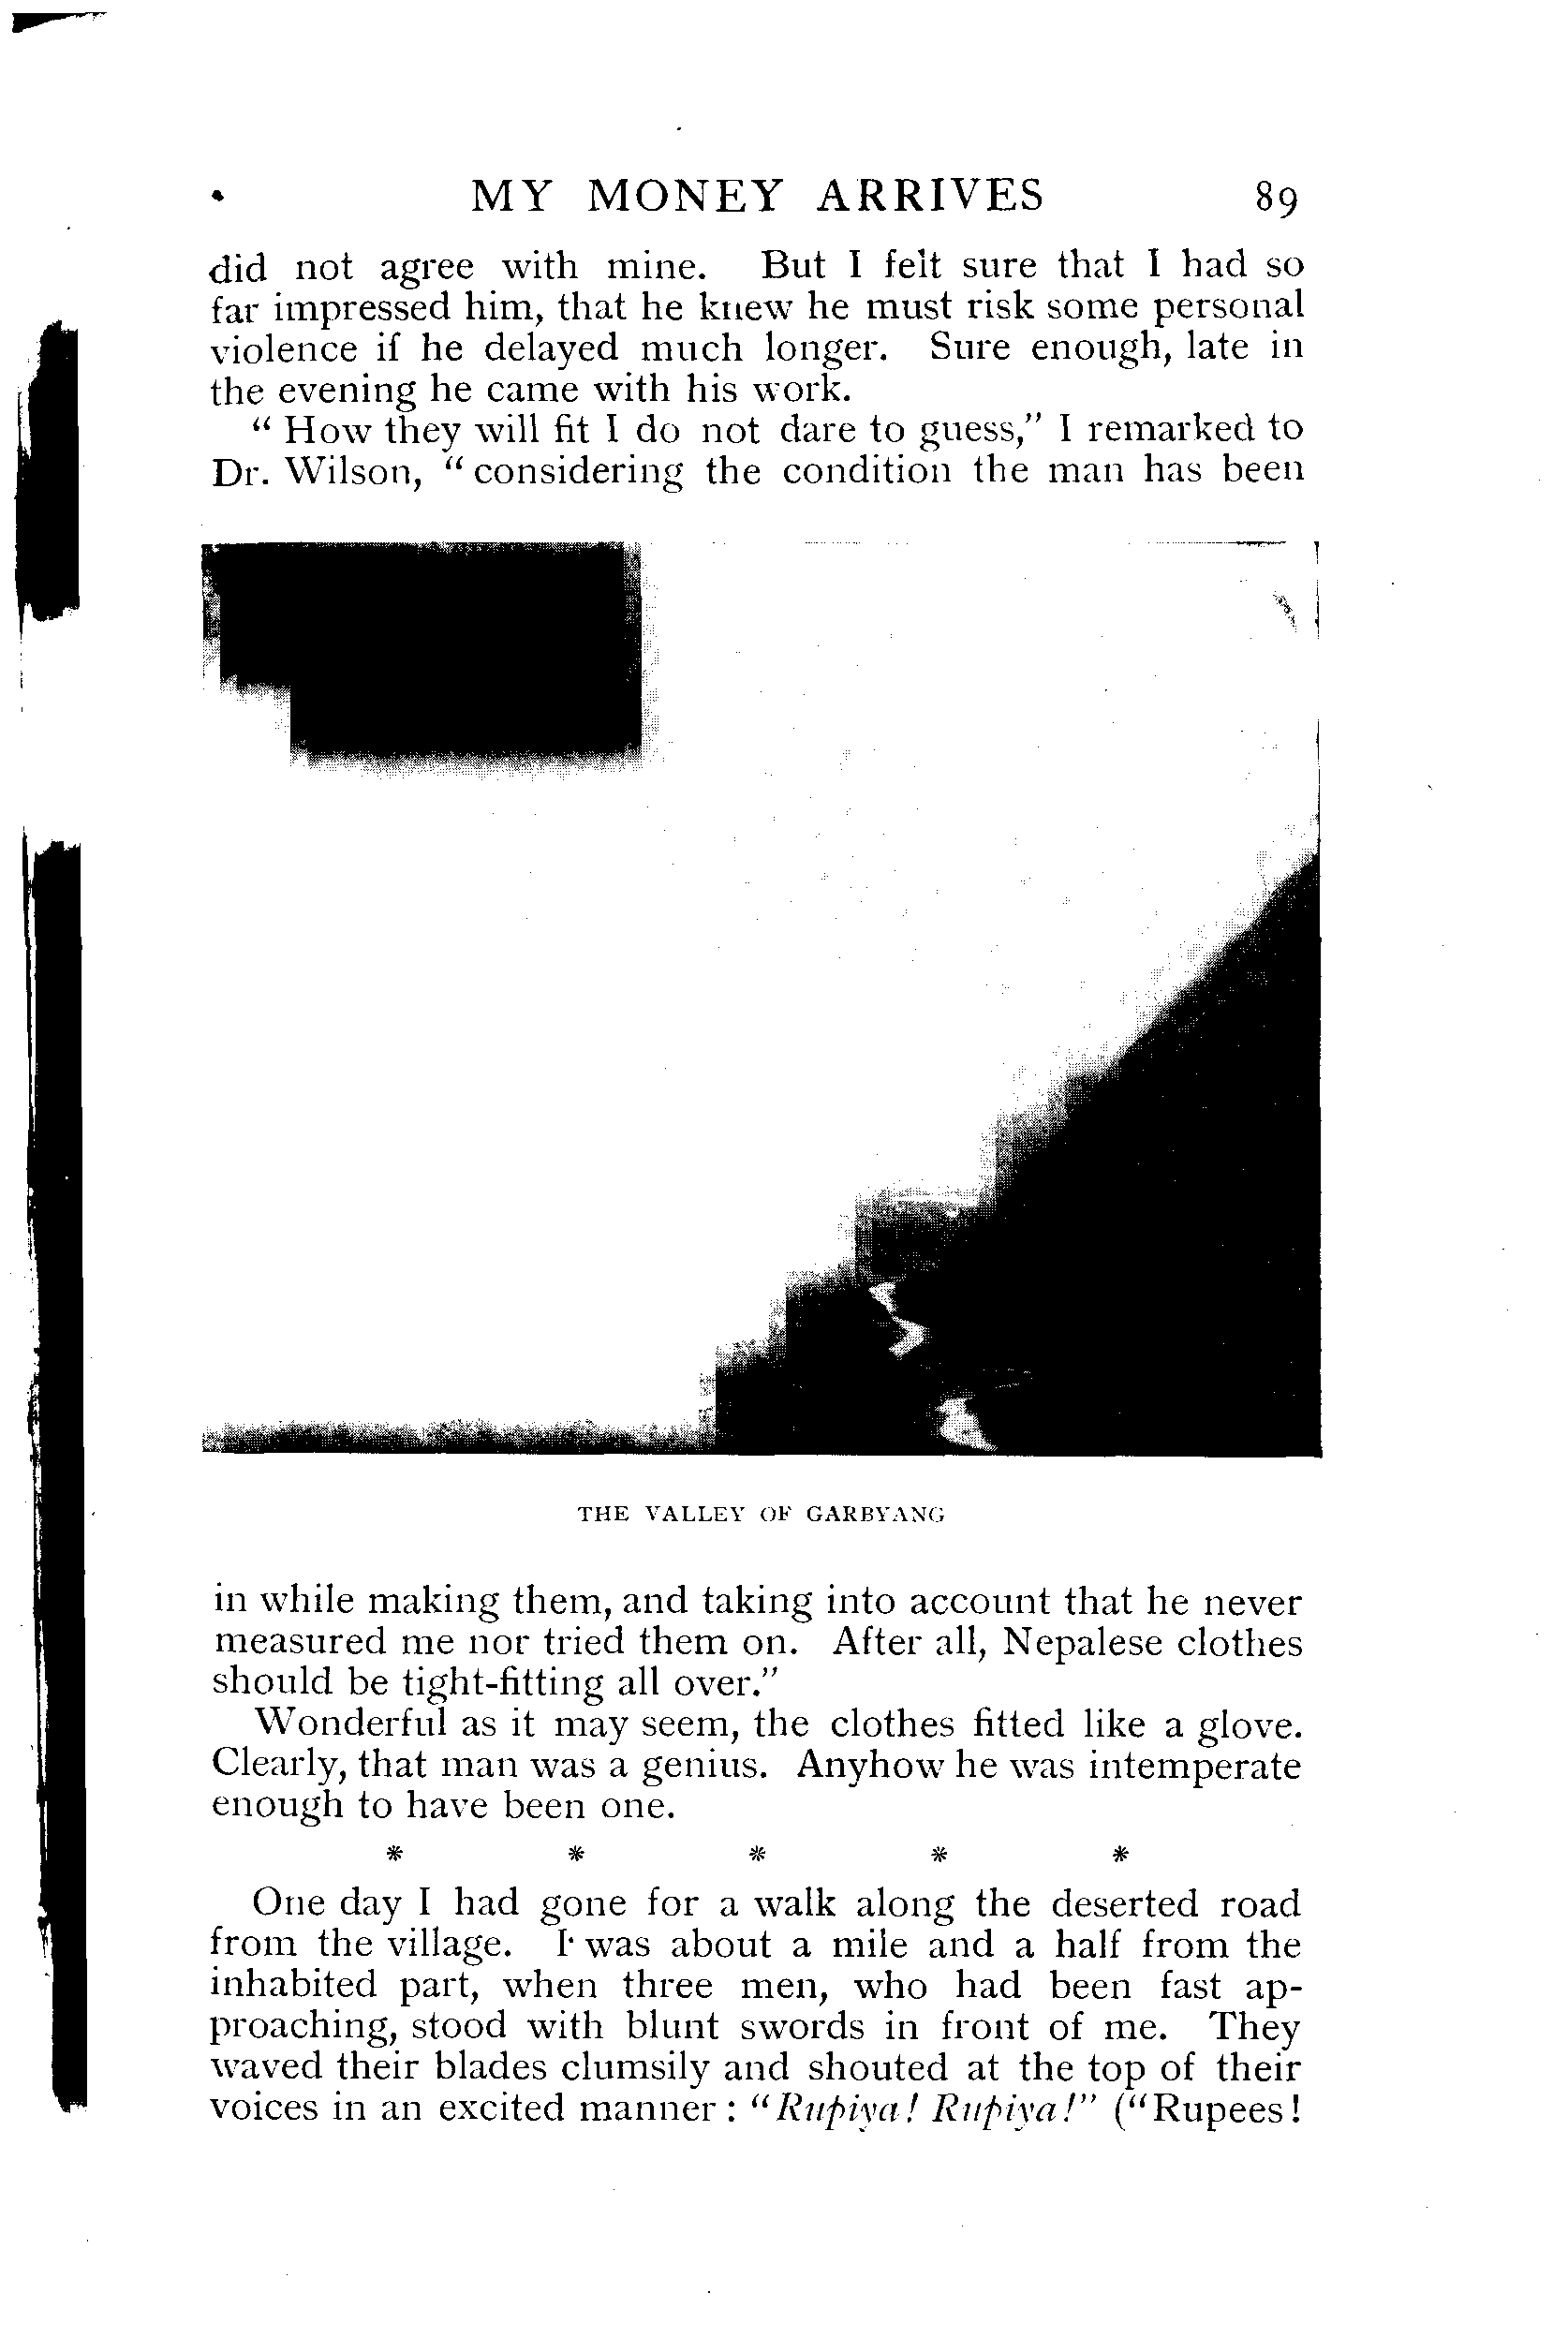 MY MONEY ARRIVES 89
did not agree with mine. But I felt sure that I had so
far impressed him, that he knew he must risk some personal
violence if he delayed much longer. Sure enough, late in
the evening he came with his work.
“ How they will fit I do not dare to guess,” I remarked to
Dr. Wilson, “ considering the condition the man has been
THE VALLEY OF GARBYANG
in while making them, and taking into account that he never
measured me nor tried them on. After all, Nepalese clothes
should be tight-fitting all over.”
Wonderful as it may seem, the clothes fitted like a glove.
Clearly, that man was a genius. Anyhow he was intemperate
enough to have been one.
* * * * *
One day I had gone for a walk along the deserted road
from the village. I was about a mile and a half from the
inhabited part, when three men, who had been fast ap-
proaching, stood with blunt swords in front of me. They
waved their blades clumsily and shouted at the top of their
voices in an excited manner : “Rupiya! Rupiya!” (“Rupees!